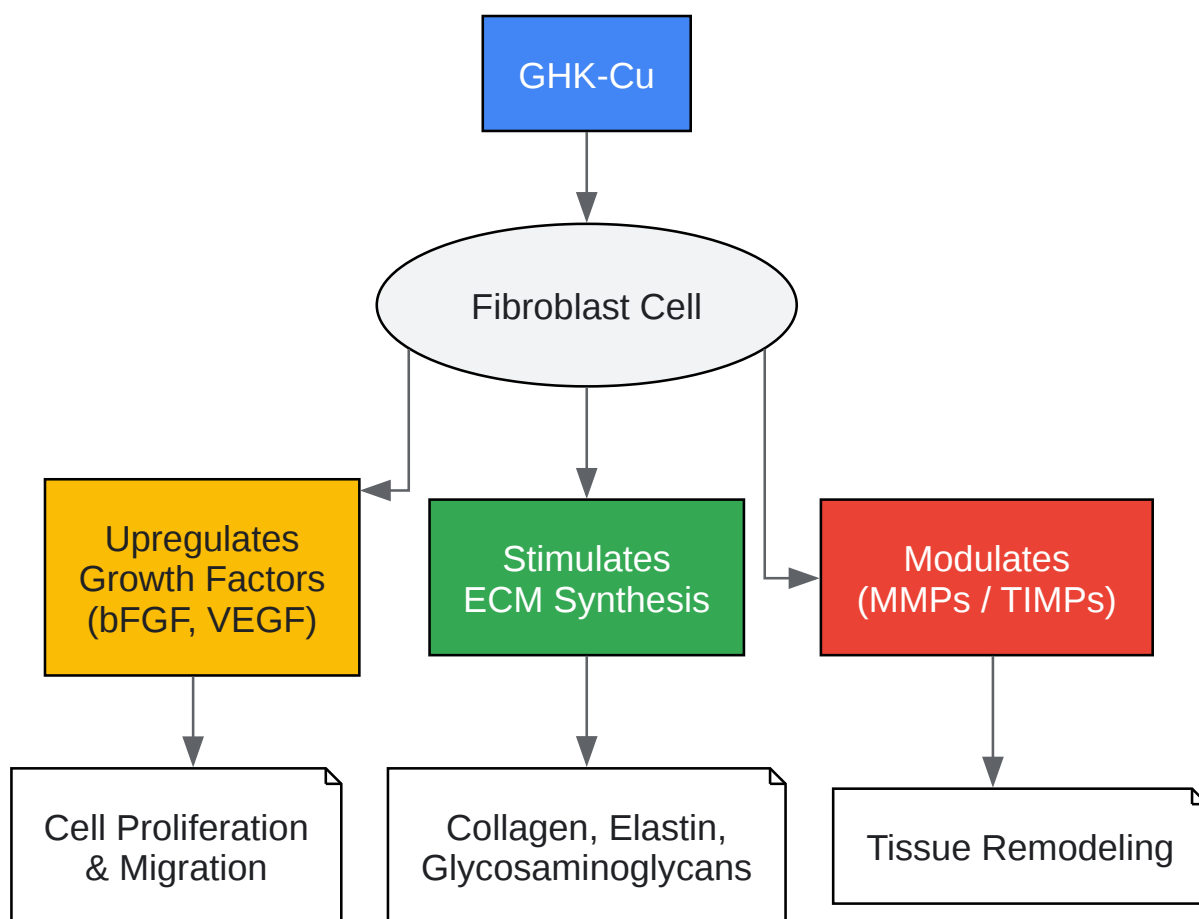 GHK-Cu
Fibroblast Cell
Upregulates
Growth Factors
(bFGF, VEGF)
Stimulates
ECM Synthesis
Modulates
(MMPs / TIMPs)
Cell Proliferation
& Migration
Collagen, Elastin,
Glycosaminoglycans
Tissue Remodeling